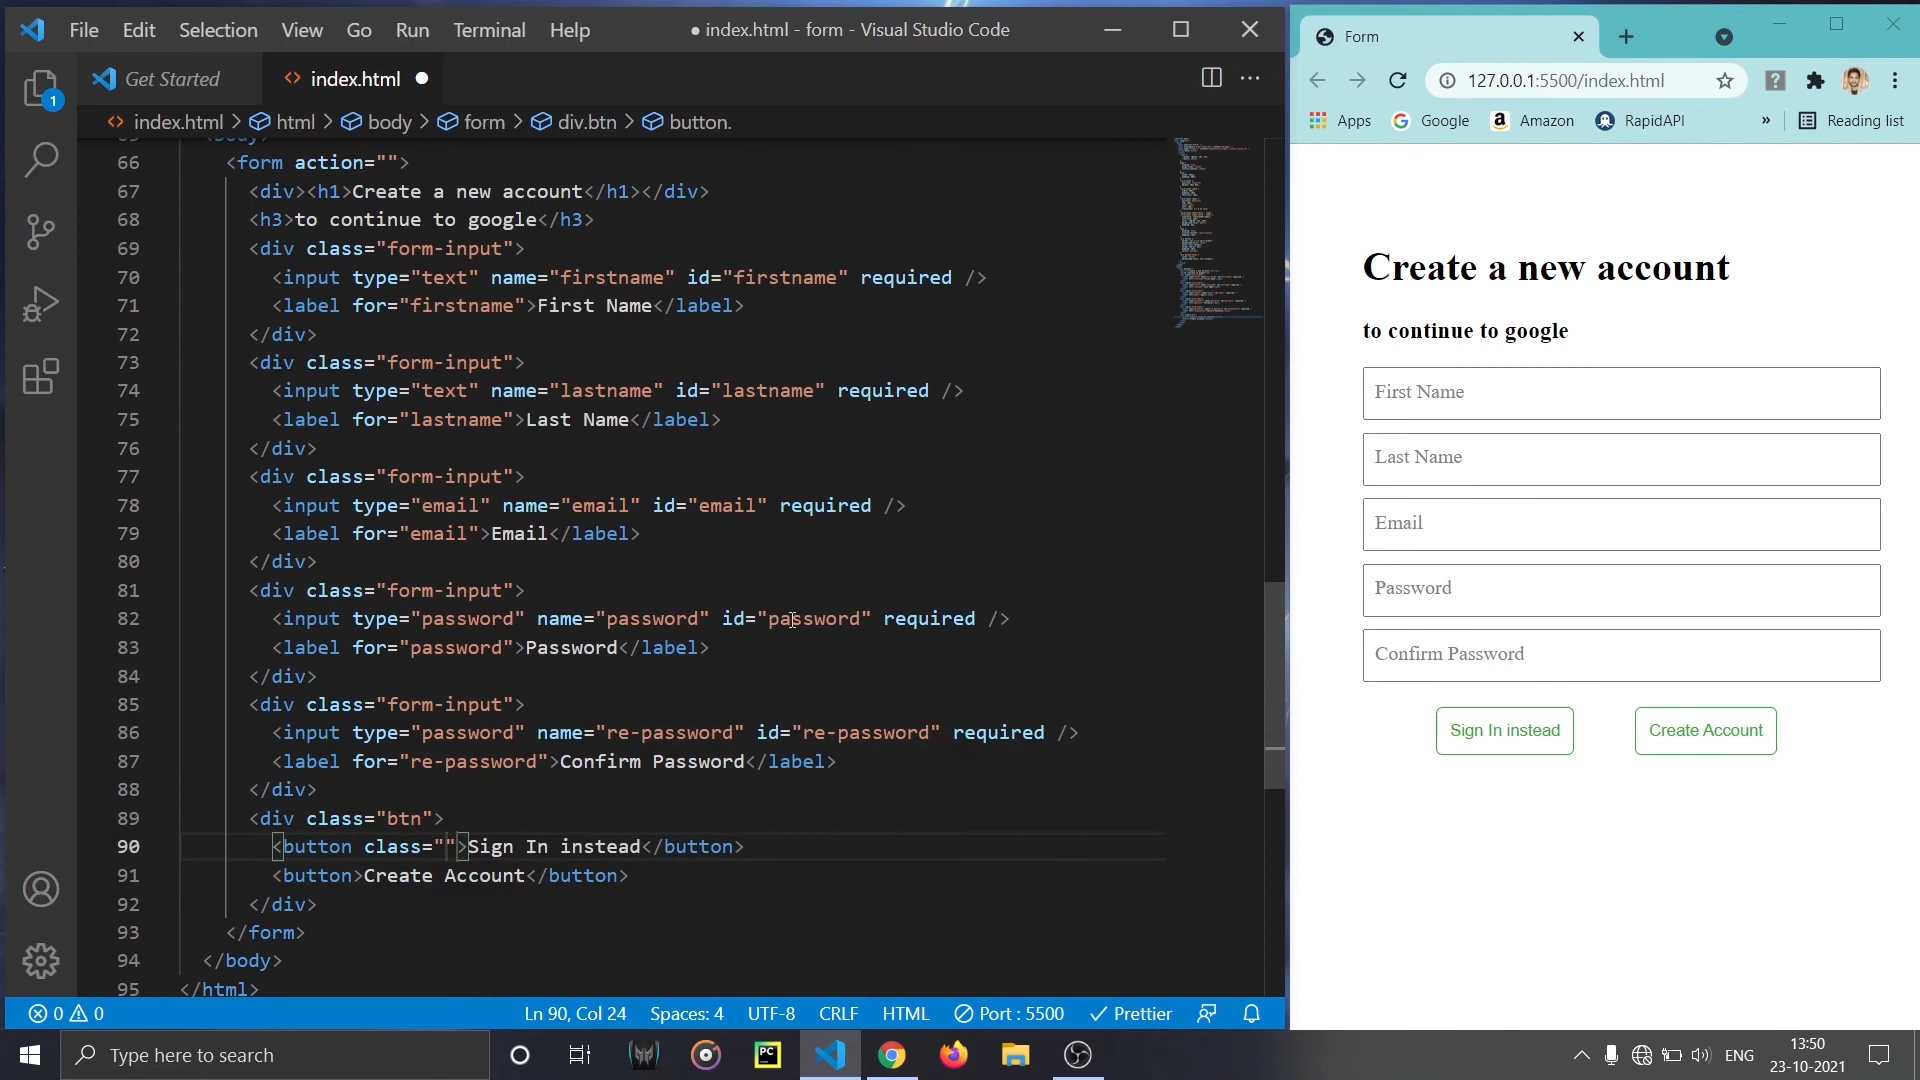 File Edit Selection View Go Run Terminal Help
● index.html - form - Visual Studio Code
Get Started
<> index.html ●
<> index.html > html > body > form > div.btn > button.
66 <form action="">
67 <div><h1>Create a new account</h1></div>
68 <h3>to continue to google</h3>
69 <div class="form-input">
70 <input type="text" name="firstname" id="firstname" required />
71 <label for="firstname">First Name</label>
72 </div>
73 <div class="form-input">
74 <input type="text" name="lastname" id="lastname" required />
75 <label for="lastname">Last Name</label>
76 </div>
77 <div class="form-input">
78 <input type="email" name="email" id="email" required />
79 <label for="email">Email</label>
80 </div>
81 <div class="form-input">
82 <input type="password" name="password" id="password" required />
83 <label for="password">Password</label>
84 </div>
85 <div class="form-input">
86 <input type="password" name="re-password" id="re-password" required />
87 <label for="re-password">Confirm Password</label>
88 </div>
89 <div class="btn">
90 <button class="">Sign In instead</button>
91 <button>Create Account</button>
92 </div>
93 </form>
94 </body>
95 </html>
1
0 0
Ln 90, Col 24 Spaces: 4 UTF-8 CRLF HTML Port : 5500 Prettier
Form
127.0.0.1:5500/index.html
Apps Google Amazon RapidAPI » Reading list
Create a new account
to continue to google
First Name
Last Name
Email
Password
Confirm Password
Sign In instead Create Account
Type here to search
PC
ENG
13:50
23-10-2021